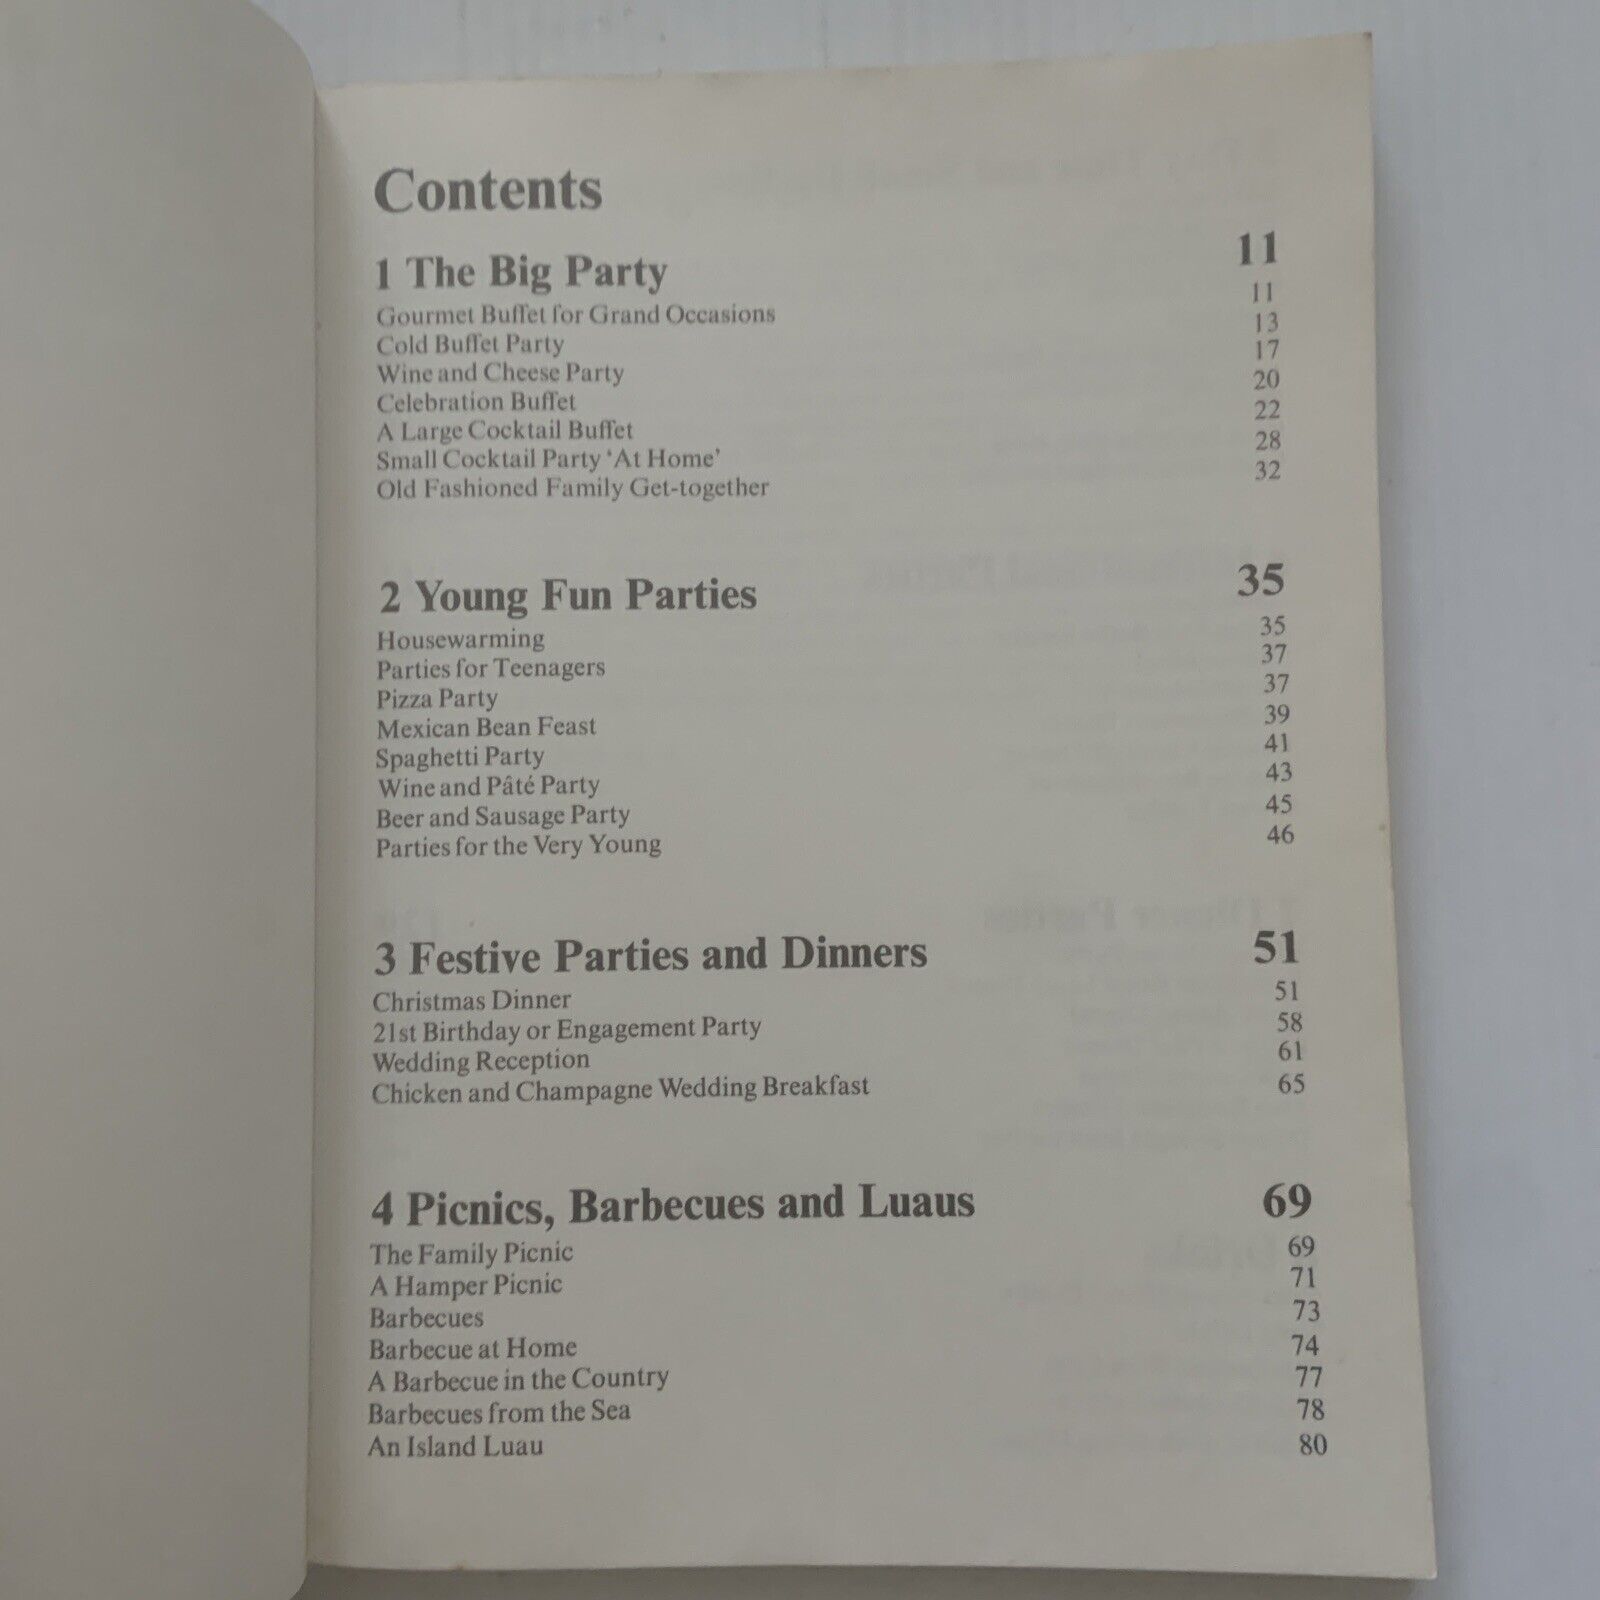 Contents
1 The Big Party 11
Gourmet Buffet for Grand Occasions 11
Cold Buffet Party 13
Wine and Cheese Party 17
Celebration Buffet 20
A Large Cocktail Buffet 22
Small Cocktail Party ‘At Home’ 28
Old Fashioned Family Get-together 32
2 Young Fun Parties 35
Housewarming 35
Parties for Teenagers 37
Pizza Party 37
Mexican Bean Feast 39
Spaghetti Party 41
Wine and Pâté Party 43
Beer and Sausage Party 45
Parties for the Very Young 46
3 Festive Parties and Dinners 51
Christmas Dinner 51
21st Birthday or Engagement Party 58
Wedding Reception 61
Chicken and Champagne Wedding Breakfast 65
4 Picnics, Barbecues and Luaus 69
The Family Picnic 69
A Hamper Picnic 71
Barbecues 73
Barbecue at Home 74
A Barbecue in the Country 77
Barbecues from the Sea 78
An Island Luau 80